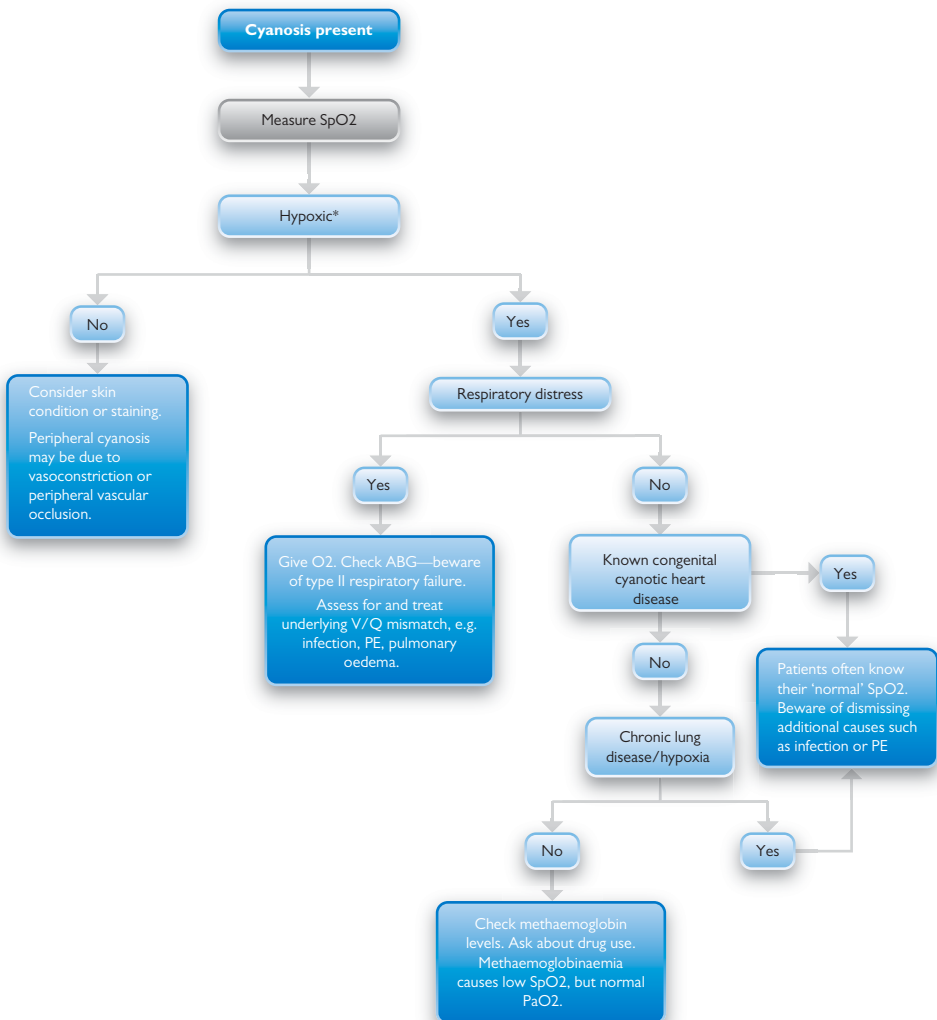 Cyanosis present
Measure SpO2
Hypoxic*
No
Yes
Consider skin
condition or staining.
Peripheral cyanosis
may be due to
vasoconstriction or
peripheral vascular
occlusion.
Respiratory distress
Yes
No
Give O2. Check ABG—beware
of type II respiratory failure.
Assess for and treat
underlying V/Q mismatch, e.g.
infection, PE, pulmonary
oedema.
Known congenital
cyanotic heart
disease
Yes
No
Patients often know
their ‘normal’ SpO2.
Beware of dismissing
additional causes such
as infection or PE
Chronic lung
disease/hypoxia
No
Yes
Check methaemoglobin
levels. Ask about drug use.
Methaemoglobinaemia
causes low SpO2, but normal
PaO2.